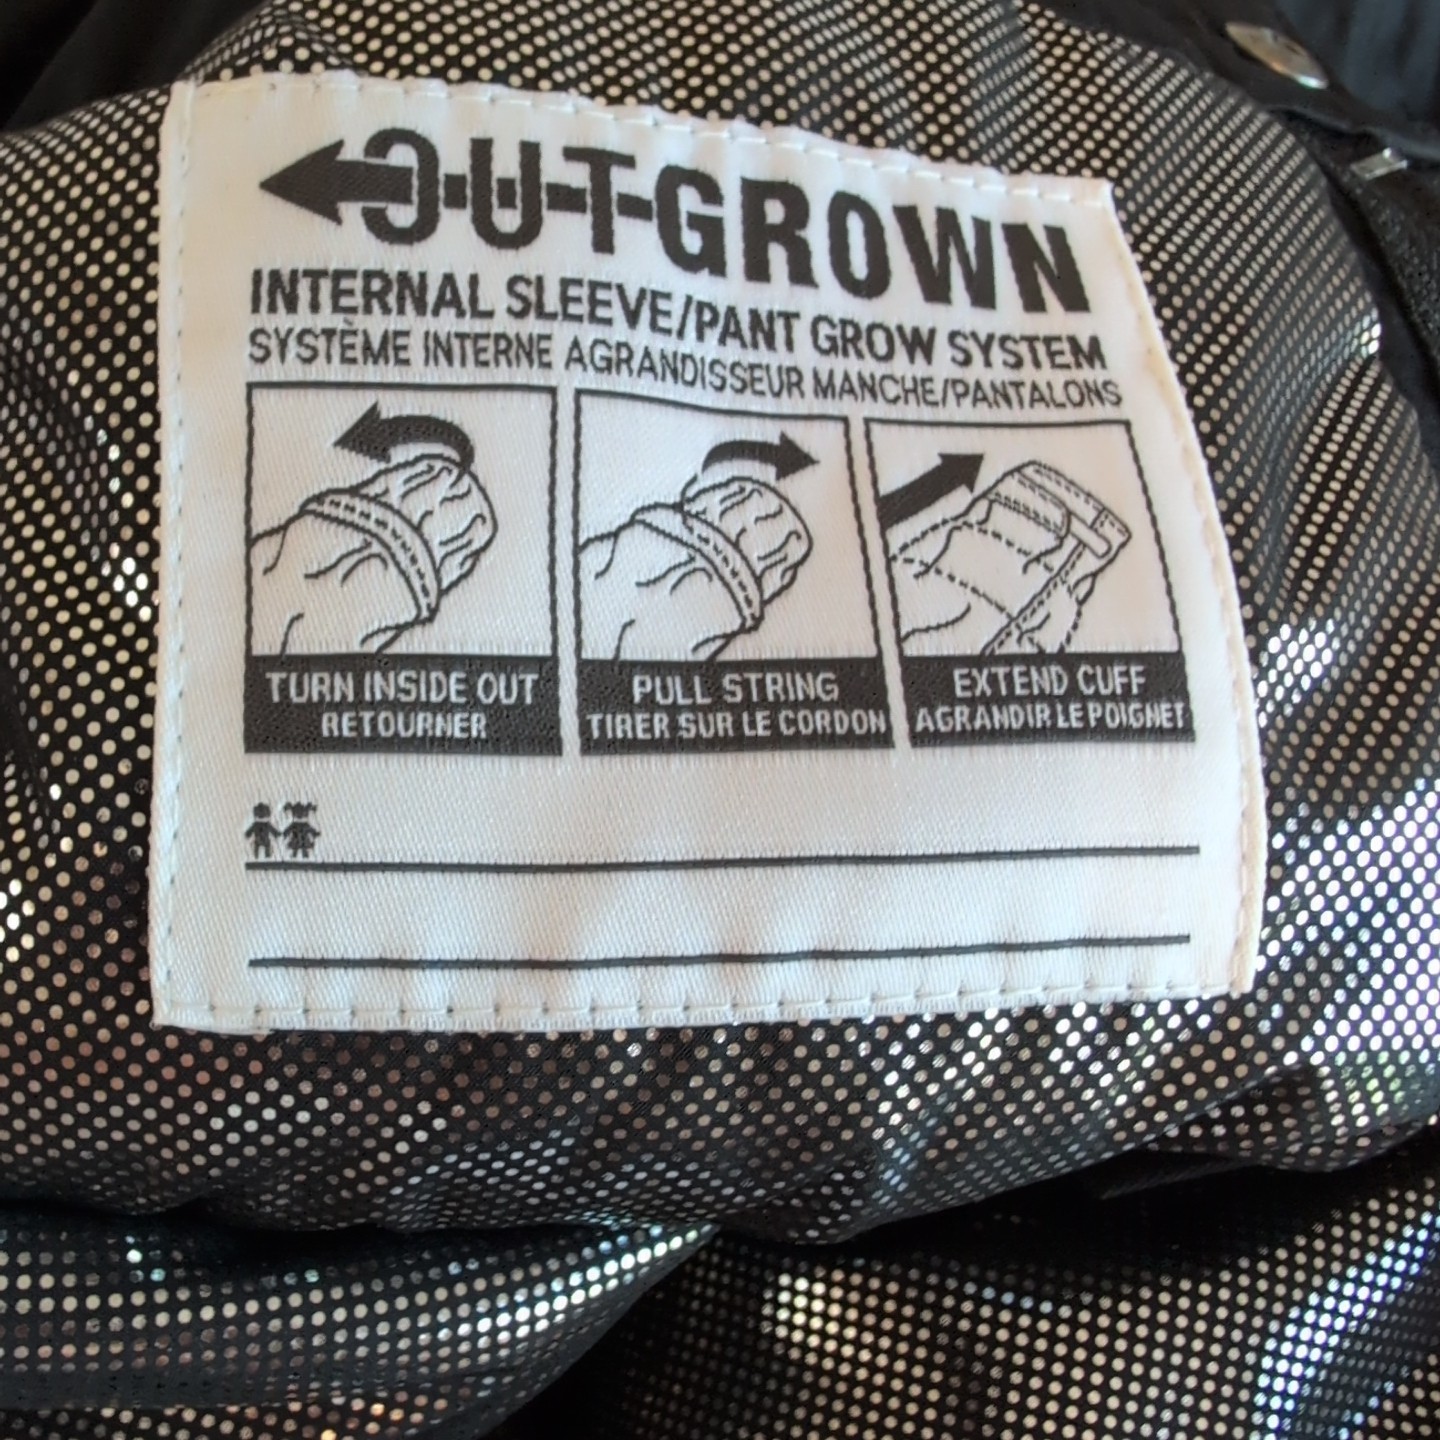 OUTGROWN
INTERNAL SLEEVE/PANT GROW SYSTEM
SYSTÈME INTERNE AGRANDISSEUR MANCHE/PANTALONS
TURN INSIDE OUT
RETOURNER
PULL STRING
TIRER SUR LE CORDON
EXTEND CUFF
AGRANDIR LE POIGNET